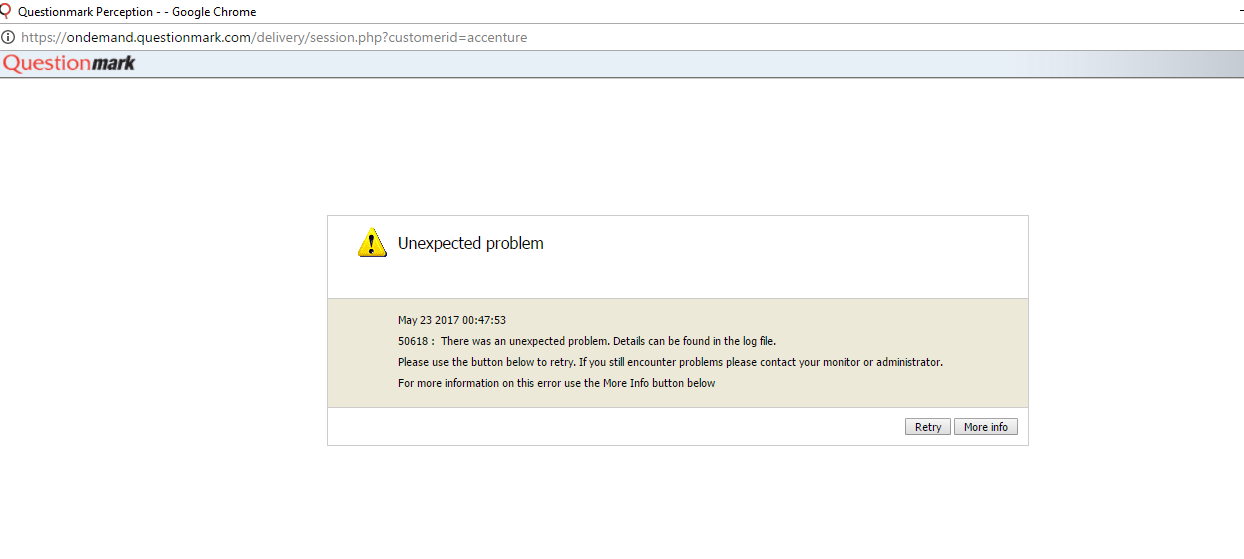 Questionmark Perception - - Google Chrome
https://ondemand.questionmark.com/delivery/session.php?customerid=accenture
Questionmark
Unexpected problem
May 23 2017 00:47:53
50618 : There was an unexpected problem. Details can be found in the log file.
Please use the button below to retry. If you still encounter problems please contact your monitor or administrator.
For more information on this error use the More Info button below
Retry More info